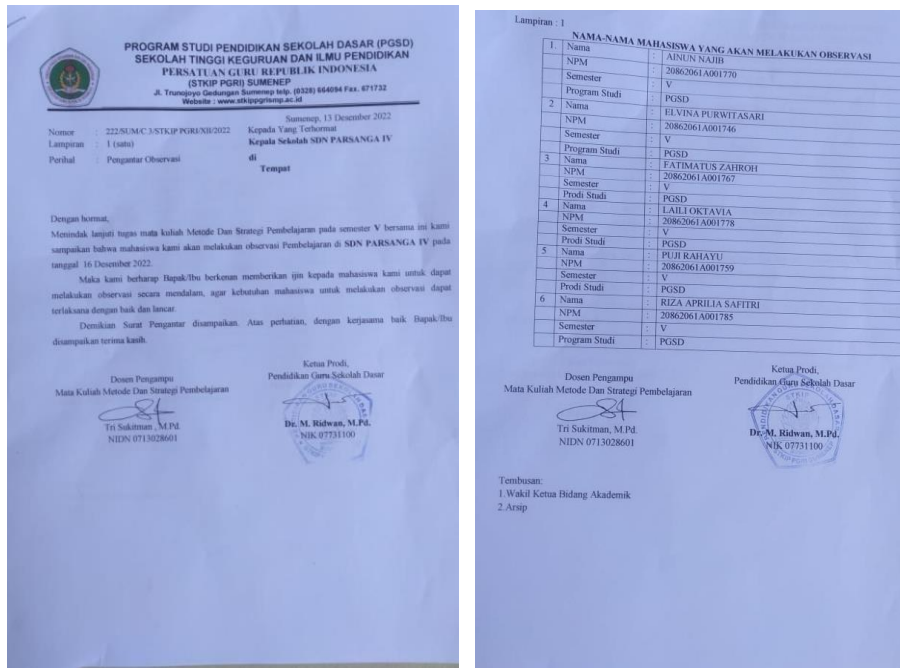 PROGRAM STUDI PENDIDIKAN SEKOLAH DASAR (PGSD)
SEKOLAH TINGGI KEGURUAN DAN ILMU PENDIDIKAN
PERSATUAN GURU REPUBLIK INDONESIA
(STKIP PGRI) SUMENEP
Jl. Trunojoyo Gedungan Sumenep telp. (0328) 664094 Fax. 671732
Website : www.stkippgrismp.ac.id
Sumenep, 13 Desember 2022
Nomor : 222/SUM/C 3/STKIP PGRI/XII/2022
Kepada Yang Terhormat
Lampiran : 1 (satu)
Kepala Sekolah SDN PARSANGA IV
Perihal : Pengantar Observasi
di
Tempat
Dengan hormat,
Menindak lanjuti tugas mata kuliah Metode Dan Strategi Pembelajaran pada semester V bersama ini kami
sampaikan bahwa mahasiswa kami akan melakukan observasi Pembelajaran di SDN PARSANGA IV pada
tanggal 16 Desember 2022.
Maka kami berharap Bapak/Ibu berkenan memberikan ijin kepada mahasiswa kami untuk dapat
melakukan observasi secara mendalam, agar kebutuhan mahasiswa untuk melakukan observasi dapat
terlaksana dengan baik dan lancar.
Demikian Surat Pengantar disampaikan. Atas perhatian, dengan kerjasama baik Bapak/Ibu
disampaikan terima kasih.
Dosen Pengampu
Mata Kuliah Metode Dan Strategi Pembelajaran
Tri Sukitman , M.Pd.
NIDN 0713028601
Ketua Prodi,
Pendidikan Guru Sekolah Dasar
Dr. M. Ridwan, M.Pd.
NIK 07731100
Lampiran : 1
NAMA-NAMA MAHASISWA YANG AKAN MELAKUKAN OBSERVASI
1. Nama : AINUN NAJIB
NPM : 20862061A001770
Semester : V
Program Studi : PGSD
2 Nama : ELVINA PURWITASARI
NPM : 20862061A001746
Semester : V
Program Studi : PGSD
3 Nama : FATIMATUS ZAHROH
NPM : 20862061A001767
Semester : V
Prodi Studi : PGSD
4 Nama : LAILI OKTAVIA
NPM : 20862061A001778
Semester : V
Prodi Studi : PGSD
5 Nama : PUJI RAHAYU
NPM : 20862061A001759
Semester : V
Prodi Studi : PGSD
6 Nama : RIZA APRILIA SAFITRI
NPM : 20862061A001785
Semester : V
Program Studi : PGSD
Dosen Pengampu
Mata Kuliah Metode Dan Strategi Pembelajaran
Tri Sukitman, M.Pd.
NIDN 0713028601
Ketua Prodi,
Pendidikan Guru Sekolah Dasar
Dr. M. Ridwan, M.Pd.
NIK 07731100
Tembusan:
1.Wakil Ketua Bidang Akademik
2.Arsip